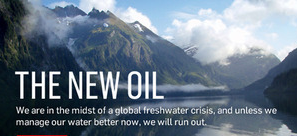 THE NEW OIL
We are in the midst of a global freshwater crisis, and unless we
manage our water better now, we will run out.